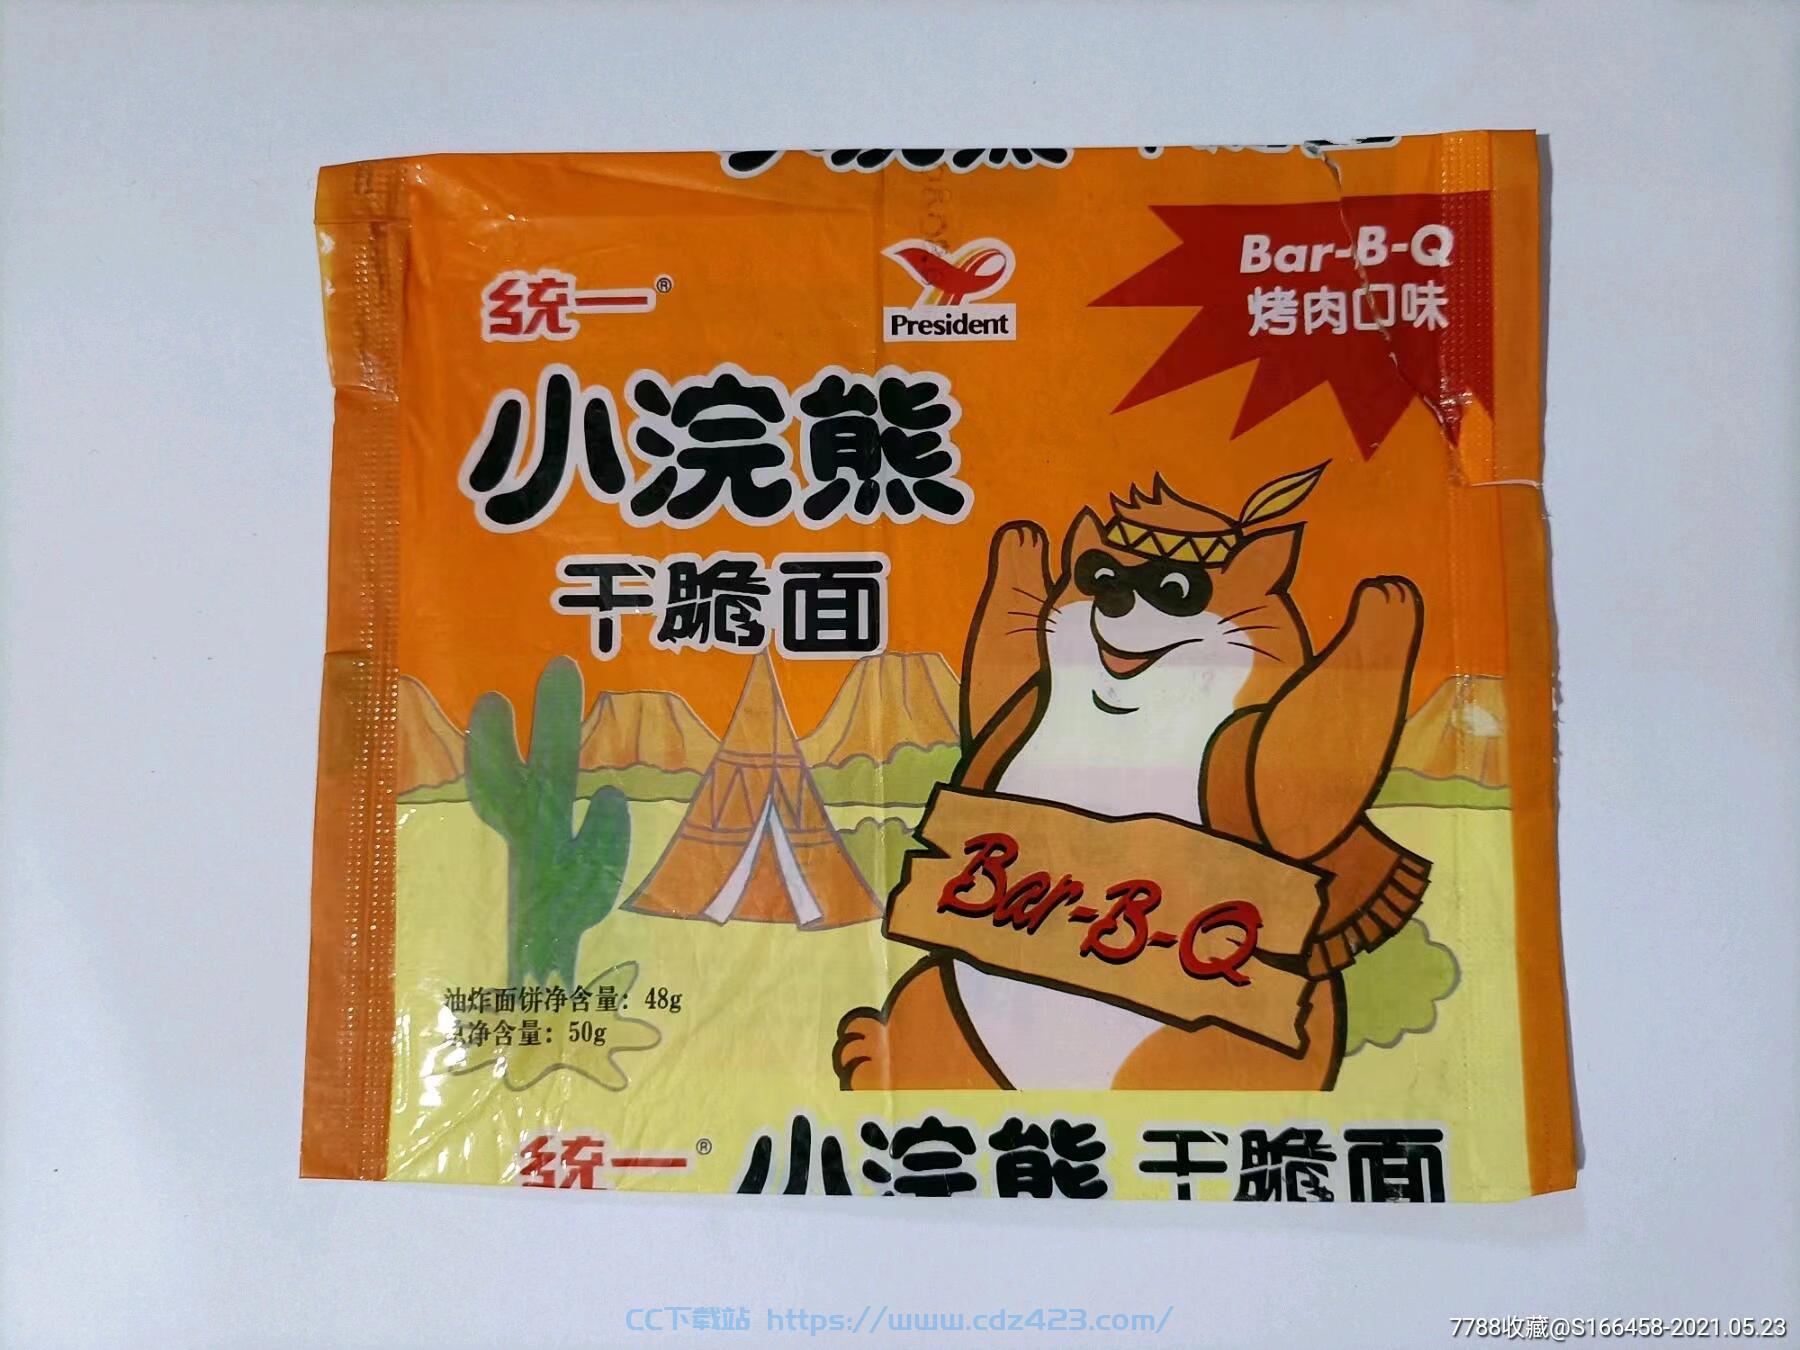 统一®
President
Bar-B-Q
烤肉口味
小浣熊
干脆面
Bar-B-Q
油炸面饼净含量：48g
总净含量：50g
统一® 小浣熊 干脆面
CC下载站 https://www.cdz423.com/
7788收藏@S166458-2021.05.23